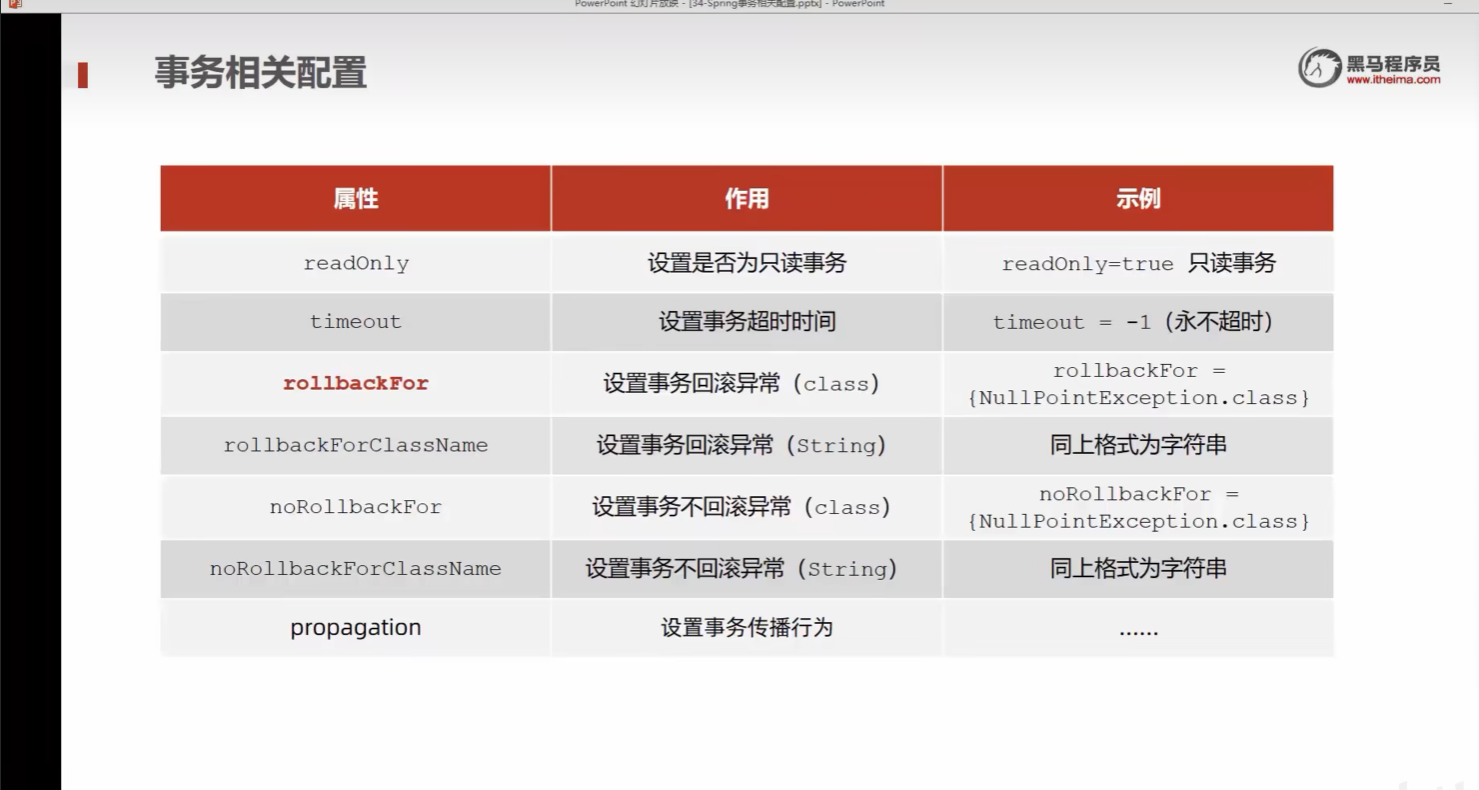 PowerPoint 幻灯片放映 - [34-Spring事务相关配置.pptx] - PowerPoint
事务相关配置
黑马程序员
www.itheima.com
属性 作用 示例
readOnly 设置是否为只读事务 readOnly=true 只读事务
timeout 设置事务超时时间 timeout = -1（永不超时）
rollbackFor 设置事务回滚异常（class） rollbackFor =
{NullPointException.class}
rollbackForClassName 设置事务回滚异常（String） 同上格式为字符串
noRollbackFor 设置事务不回滚异常（class） noRollbackFor =
{NullPointException.class}
noRollbackForClassName 设置事务不回滚异常（String） 同上格式为字符串
propagation 设置事务传播行为 ……